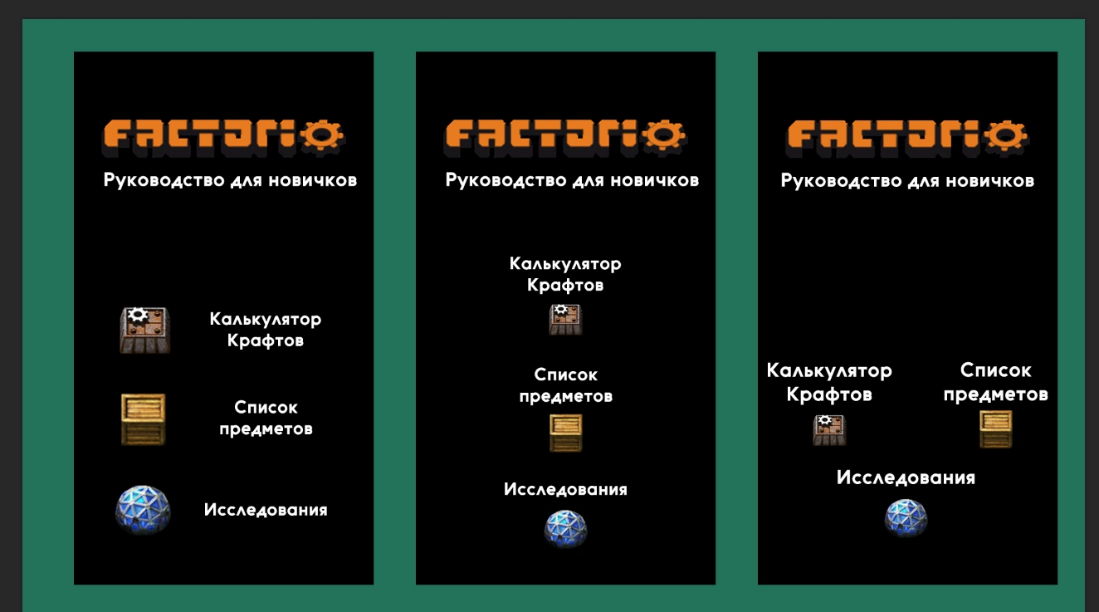 FACTORIO
Руководство для новичков
Калькулятор
Крафтов
Список
предметов
Исследования
FACTORIO
Руководство для новичков
Калькулятор
Крафтов
Список
предметов
Исследования
FACTORIO
Руководство для новичков
Калькулятор
Крафтов
Список
предметов
Исследования